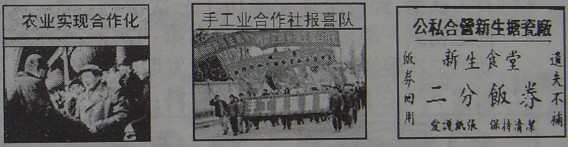 农业实现合作化
手工业合作社报喜队
公私合營新生搪瓷廠
飯券回用
新生食堂
二分飯券
愛護紙張 保持清潔
遺失不補